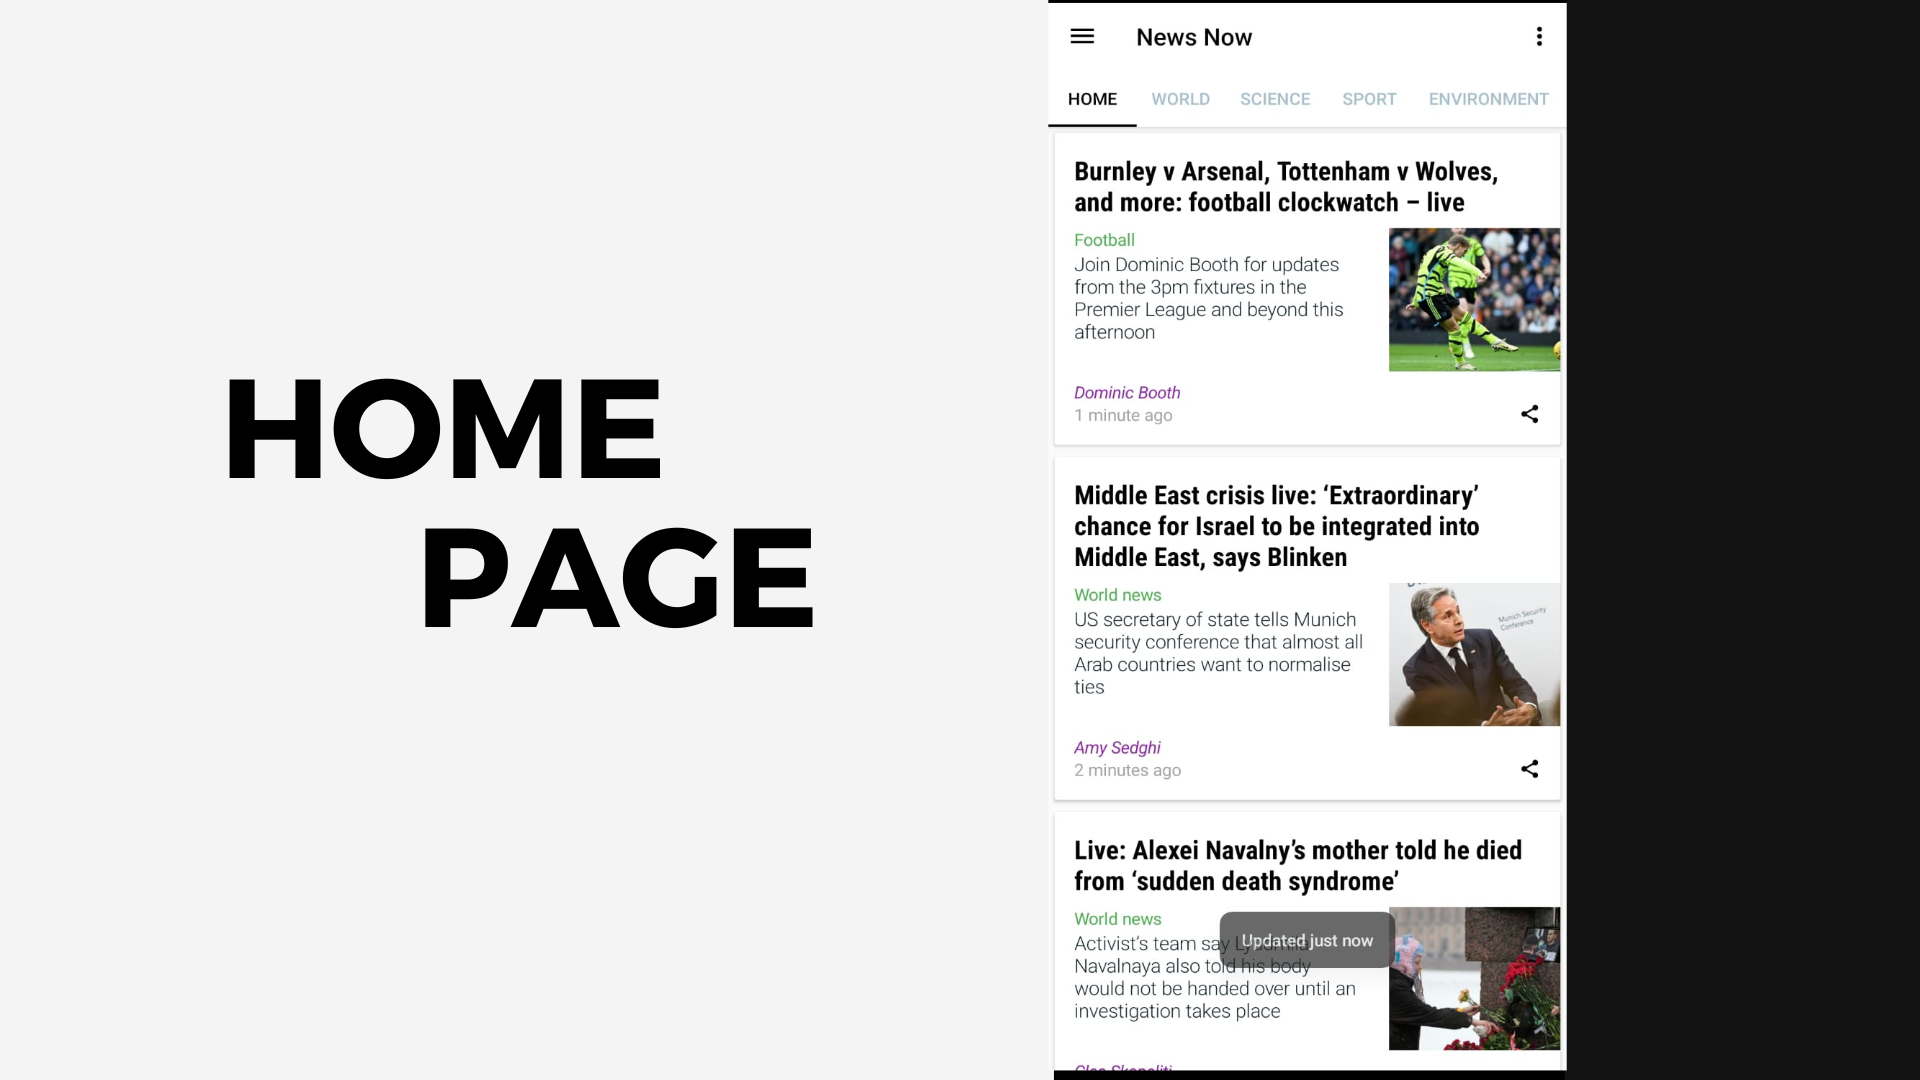 HOME
PAGE
News Now
HOME WORLD SCIENCE SPORT ENVIRONMENT
Burnley v Arsenal, Tottenham v Wolves,
and more: football clockwatch – live
Football
Join Dominic Booth for updates
from the 3pm fixtures in the
Premier League and beyond this
afternoon
Dominic Booth
1 minute ago
Middle East crisis live: ‘Extraordinary’
chance for Israel to be integrated into
Middle East, says Blinken
World news
US secretary of state tells Munich
security conference that almost all
Arab countries want to normalise
ties
Munich Security
Conference
Amy Sedghi
2 minutes ago
Live: Alexei Navalny’s mother told he died
from ‘sudden death syndrome’
World news
Activist’s team say
Updated just now
Navalnaya also told his body
would not be handed over until an
investigation takes place